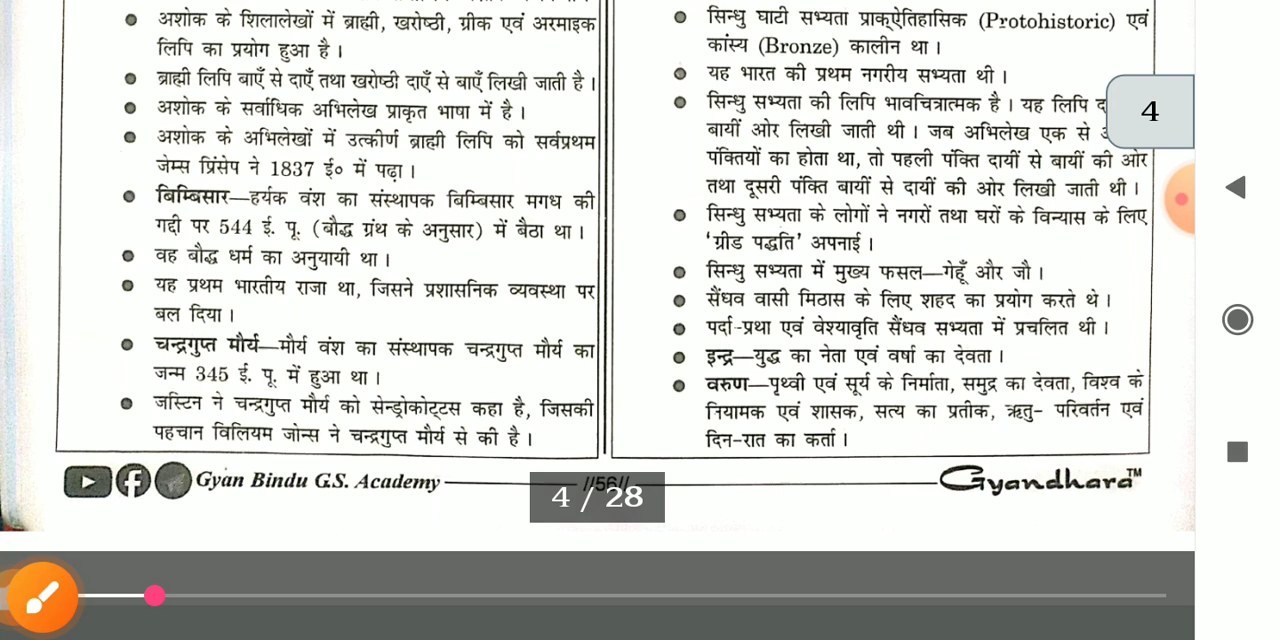 अशोक के शिलालेखों में ब्राह्मी, खरोष्ठी, ग्रीक एवं अरमाइक
लिपि का प्रयोग हुआ है।
ब्राह्मी लिपि बाएँ से दाएँ तथा खरोष्ठी दाएँ से बाएँ लिखी जाती है।
अशोक के सर्वाधिक अभिलेख प्राकृत भाषा में है।
अशोक के अभिलेखों में उत्कीर्ण ब्राह्मी लिपि को सर्वप्रथम
जेम्स प्रिंसेप ने 1837 ई० में पढ़ा।
बिम्बिसार—हर्यक वंश का संस्थापक बिम्बिसार मगध की
गद्दी पर 544 ई. पू. (बौद्ध ग्रंथ के अनुसार) में बैठा था।
वह बौद्ध धर्म का अनुयायी था।
यह प्रथम भारतीय राजा था, जिसने प्रशासनिक व्यवस्था पर
बल दिया।
चन्द्रगुप्त मौर्य—मौर्य वंश का संस्थापक चन्द्रगुप्त मौर्य का
जन्म 345 ई. पू. में हुआ था।
जस्टिन ने चन्द्रगुप्त मौर्य को सेन्ड्रोकोट्टस कहा है, जिसकी
पहचान विलियम जोन्स ने चन्द्रगुप्त मौर्य से की है।
सिन्धु घाटी सभ्यता प्राक्ऐतिहासिक (Protohistoric) एवं
कांस्य (Bronze) कालीन था।
यह भारत की प्रथम नगरीय सभ्यता थी।
सिन्धु सभ्यता की लिपि भावचित्रात्मक है। यह लिपि
बायीं ओर लिखी जाती थी। जब अभिलेख एक से
पंक्तियों का होता था, तो पहली पंक्ति दायीं से बायीं की ओर
तथा दूसरी पंक्ति बायीं से दायीं की ओर लिखी जाती थी।
सिन्धु सभ्यता के लोगों ने नगरों तथा घरों के विन्यास के लिए
‘ग्रीड पद्धति’ अपनाई।
सिन्धु सभ्यता में मुख्य फसल—गेहूँ और जौ।
सैंधव वासी मिठास के लिए शहद का प्रयोग करते थे।
पर्दा-प्रथा एवं वेश्यावृति सैंधव सभ्यता में प्रचलित थी।
इन्द्र—युद्ध का नेता एवं वर्षा का देवता।
वरुण—पृथ्वी एवं सूर्य के निर्माता, समुद्र का देवता, विश्व के
नियामक एवं शासक, सत्य का प्रतीक, ऋतु- परिवर्तन एवं
दिन-रात का कर्ता।
4
Gyan Bindu G.S. Academy
//56//
Gyandhara™
4 / 28